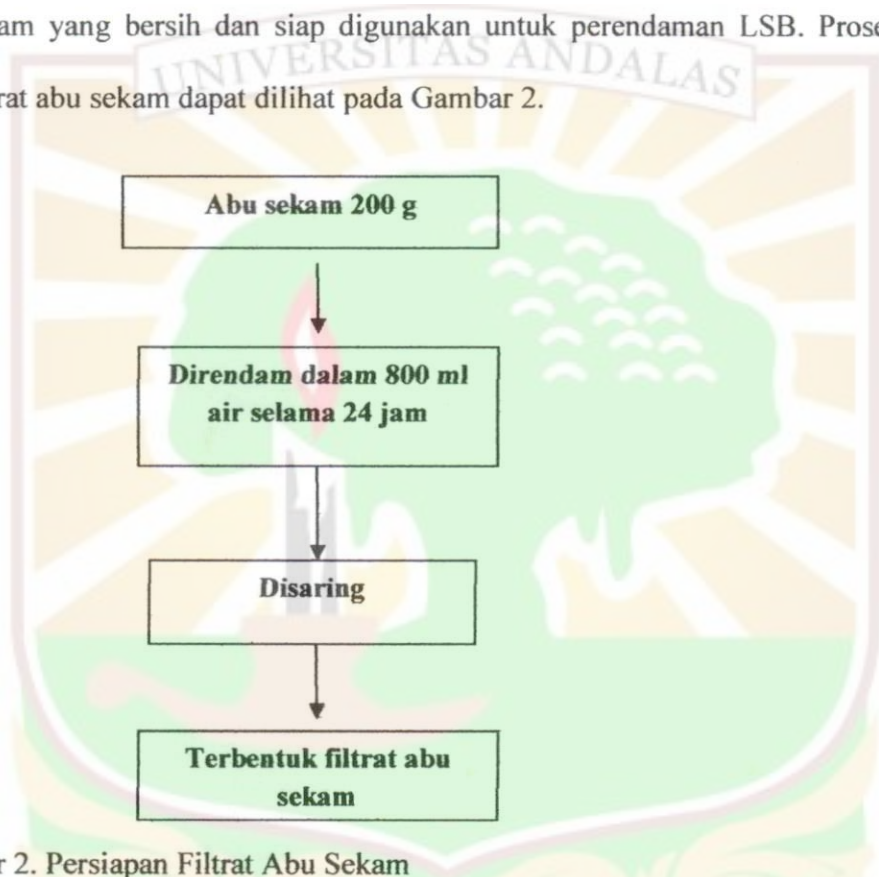 am yang bersih dan siap digunakan untuk perendaman LSB. Prose
UNIVERSITAS ANDALAS
rat abu sekam dapat dilihat pada Gambar 2.
Abu sekam 200 g
Direndam dalam 800 ml
air selama 24 jam
Disaring
Terbentuk filtrat abu
sekam
r 2. Persiapan Filtrat Abu Sekam